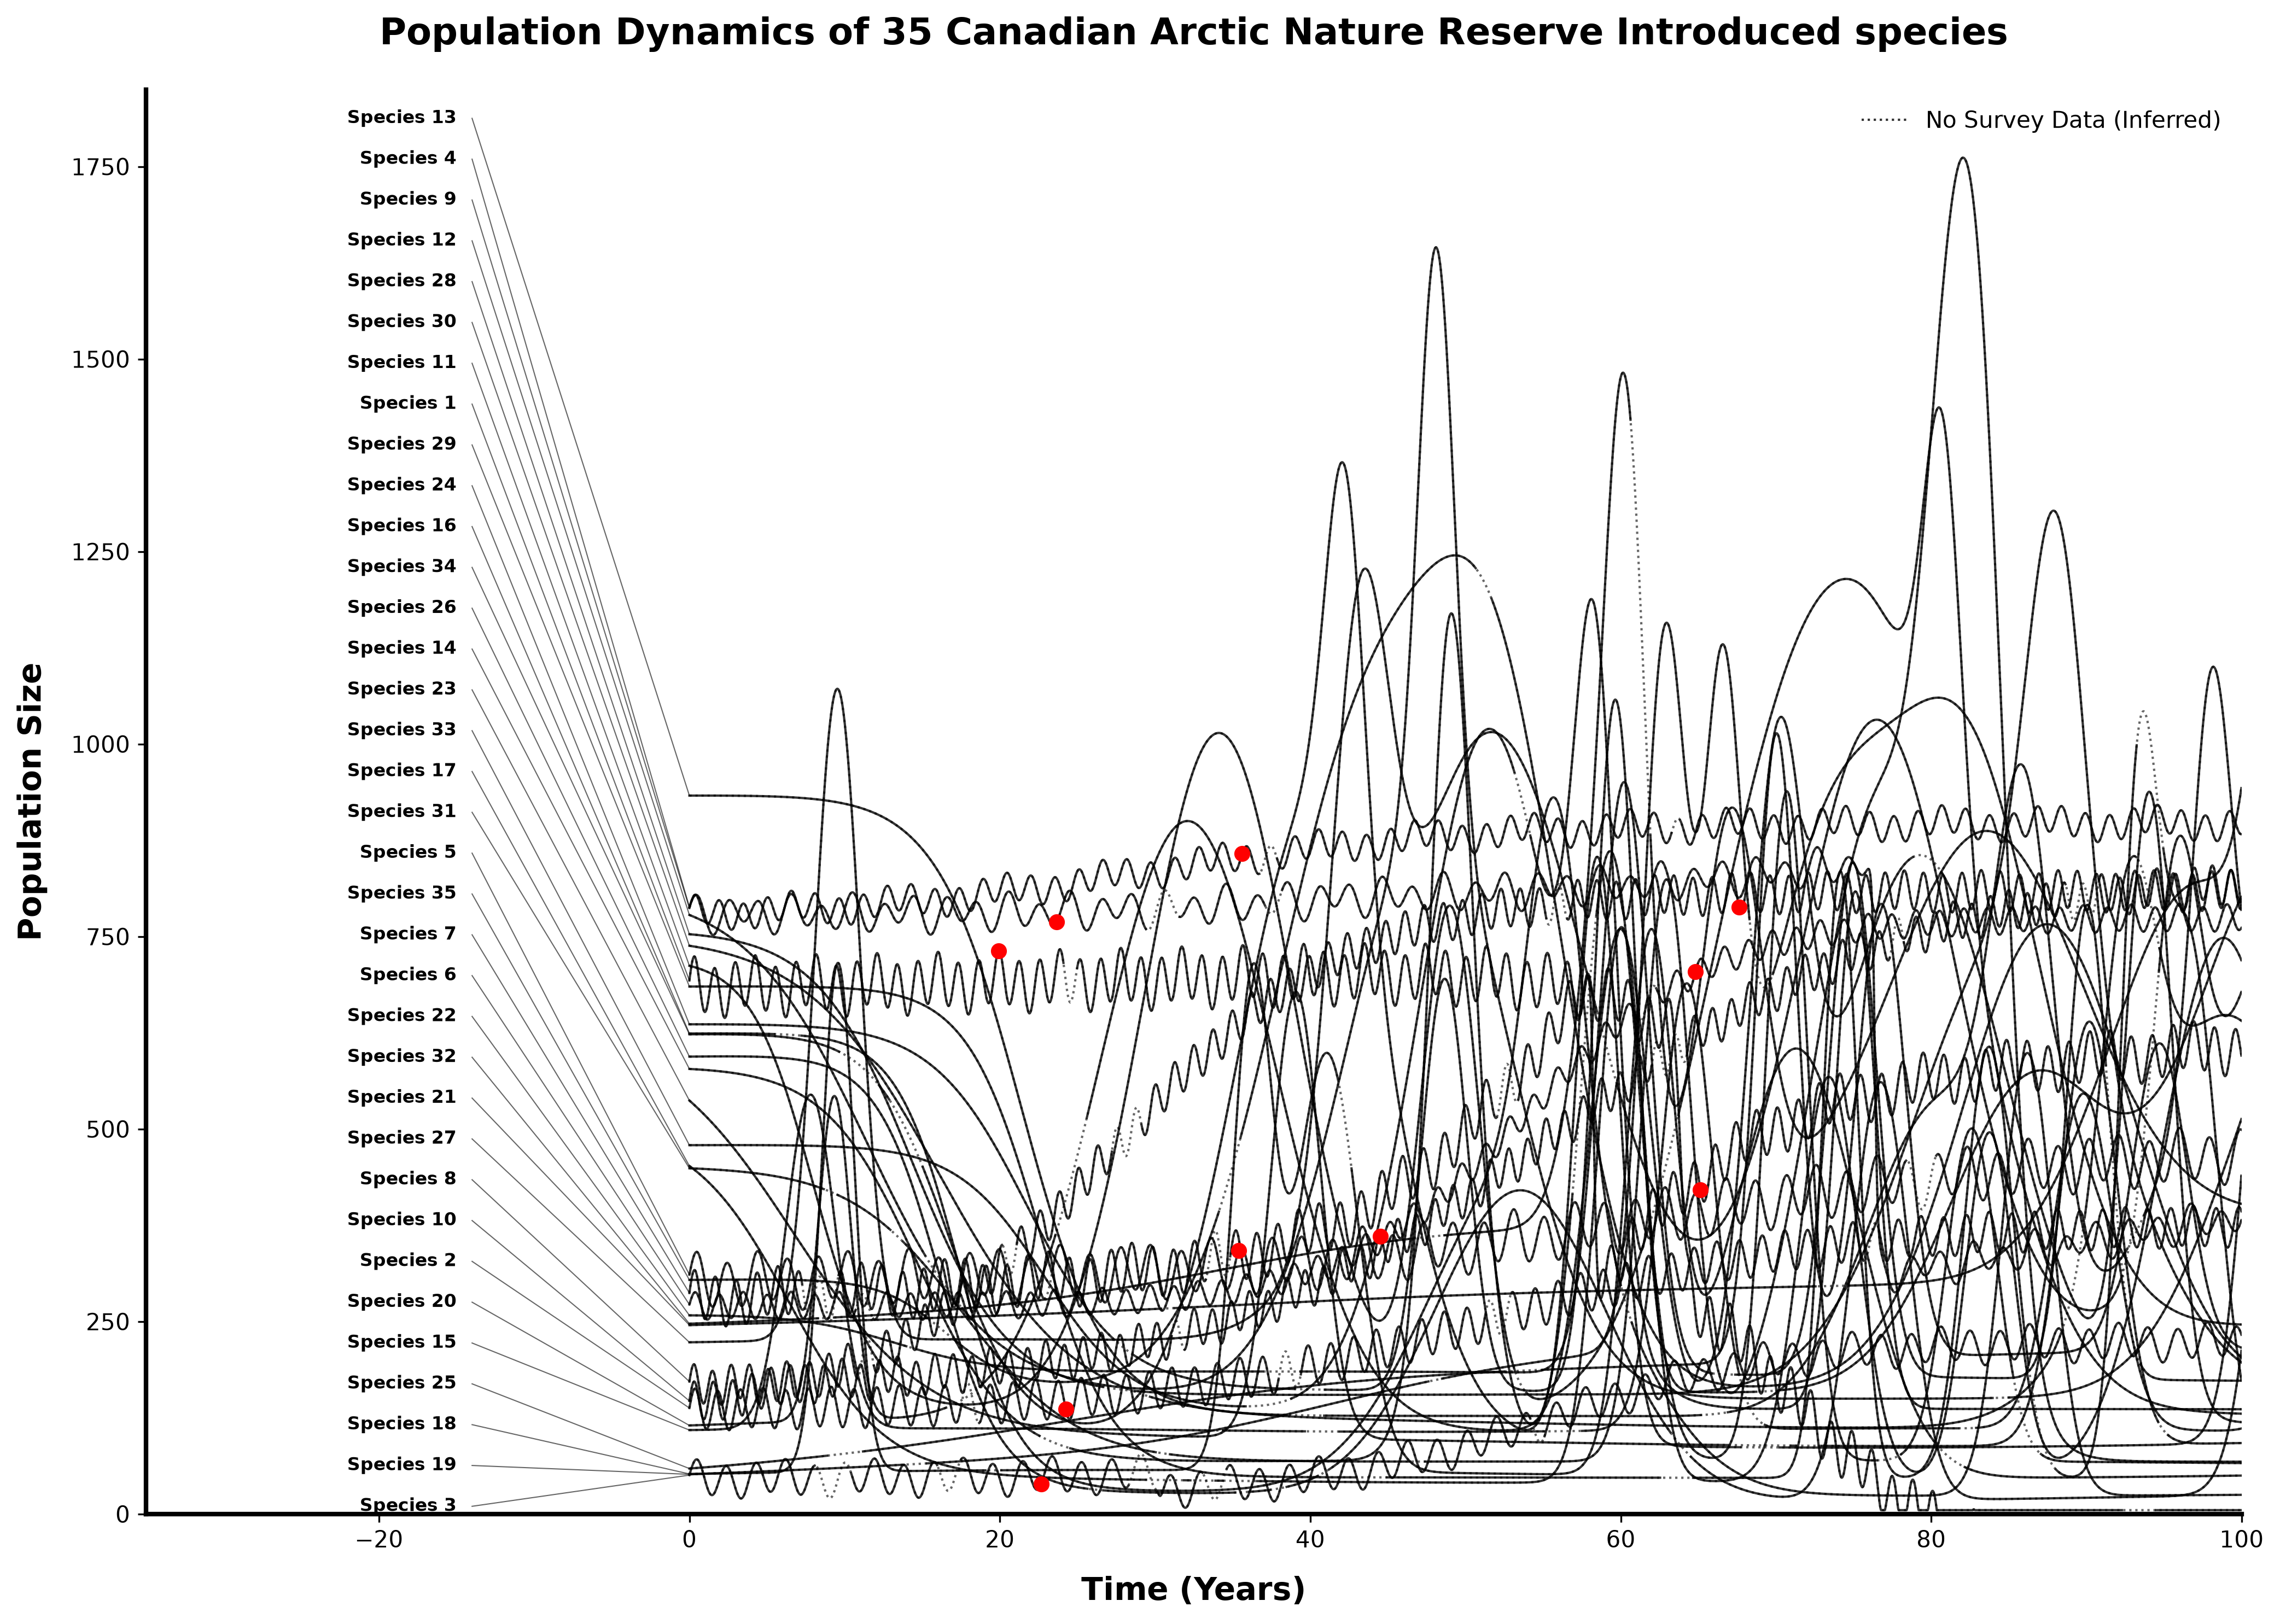 Population Dynamics of 35 Canadian Arctic Nature Reserve Introduced species
No Survey Data (Inferred)
Species 13
Species 4
Species 9
Species 12
Species 28
Species 30
Species 11
Species 1
Species 29
Species 24
Species 16
Species 34
Species 26
Species 14
Species 23
Species 33
Species 17
Species 31
Species 5
Species 35
Species 7
Species 6
Species 22
Species 32
Species 21
Species 27
Species 8
Species 10
Species 2
Species 20
Species 15
Species 25
Species 18
Species 19
Species 3
Population Size
1750
1500
1250
1000
750
500
250
0
−20
0
20
40
60
80
100
Time (Years)